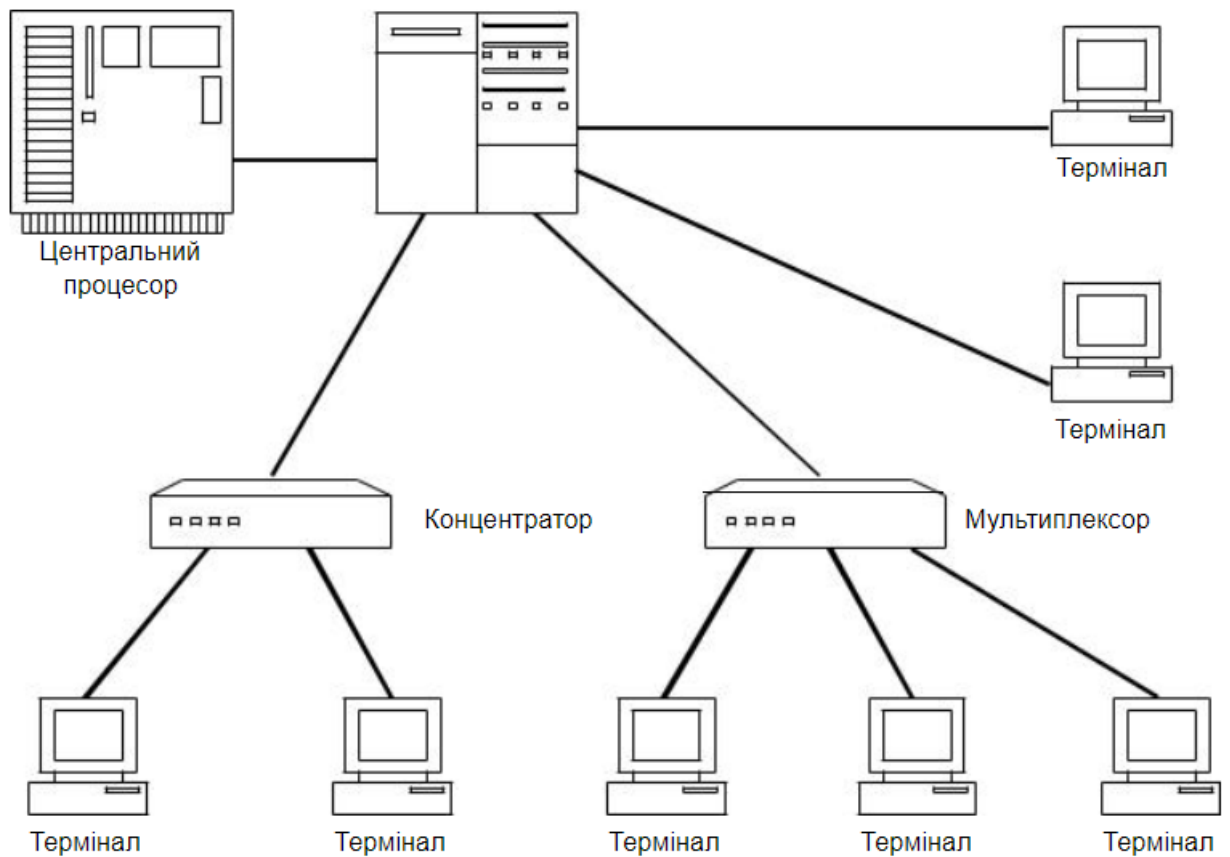 Термінал
Центральний
процесор
Термінал
Концентратор
Мультиплексор
Термінал
Термінал
Термінал
Термінал
Термінал